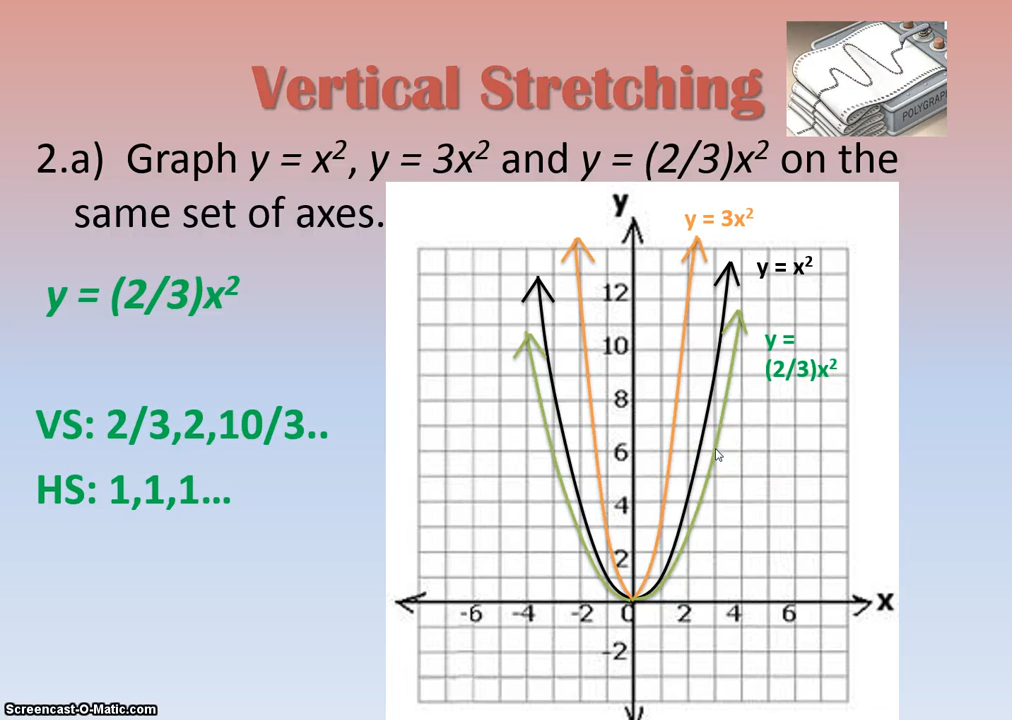 Vertical Stretching
POLYGRAPH
2.a) Graph y = x², y = 3x² and y = (2/3)x² on the
same set of axes.
y = (2/3)x²
VS: 2/3,2,10/3..
HS: 1,1,1...
y
y = 3x²
y = x²
y =
(2/3)x²
12
10
8
6
4
2
-6 -4 -2 0 2 4 6 x
-2
Screencast-O-Matic.com